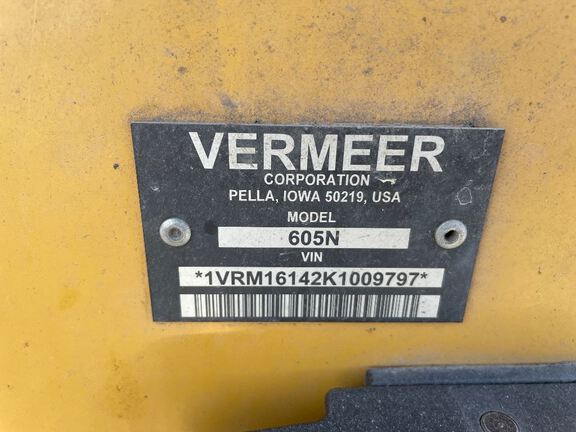 VERMEER
CORPORATION
PELLA, IOWA 50219, USA
MODEL
605N
VIN
*1VRM16142K1009797*